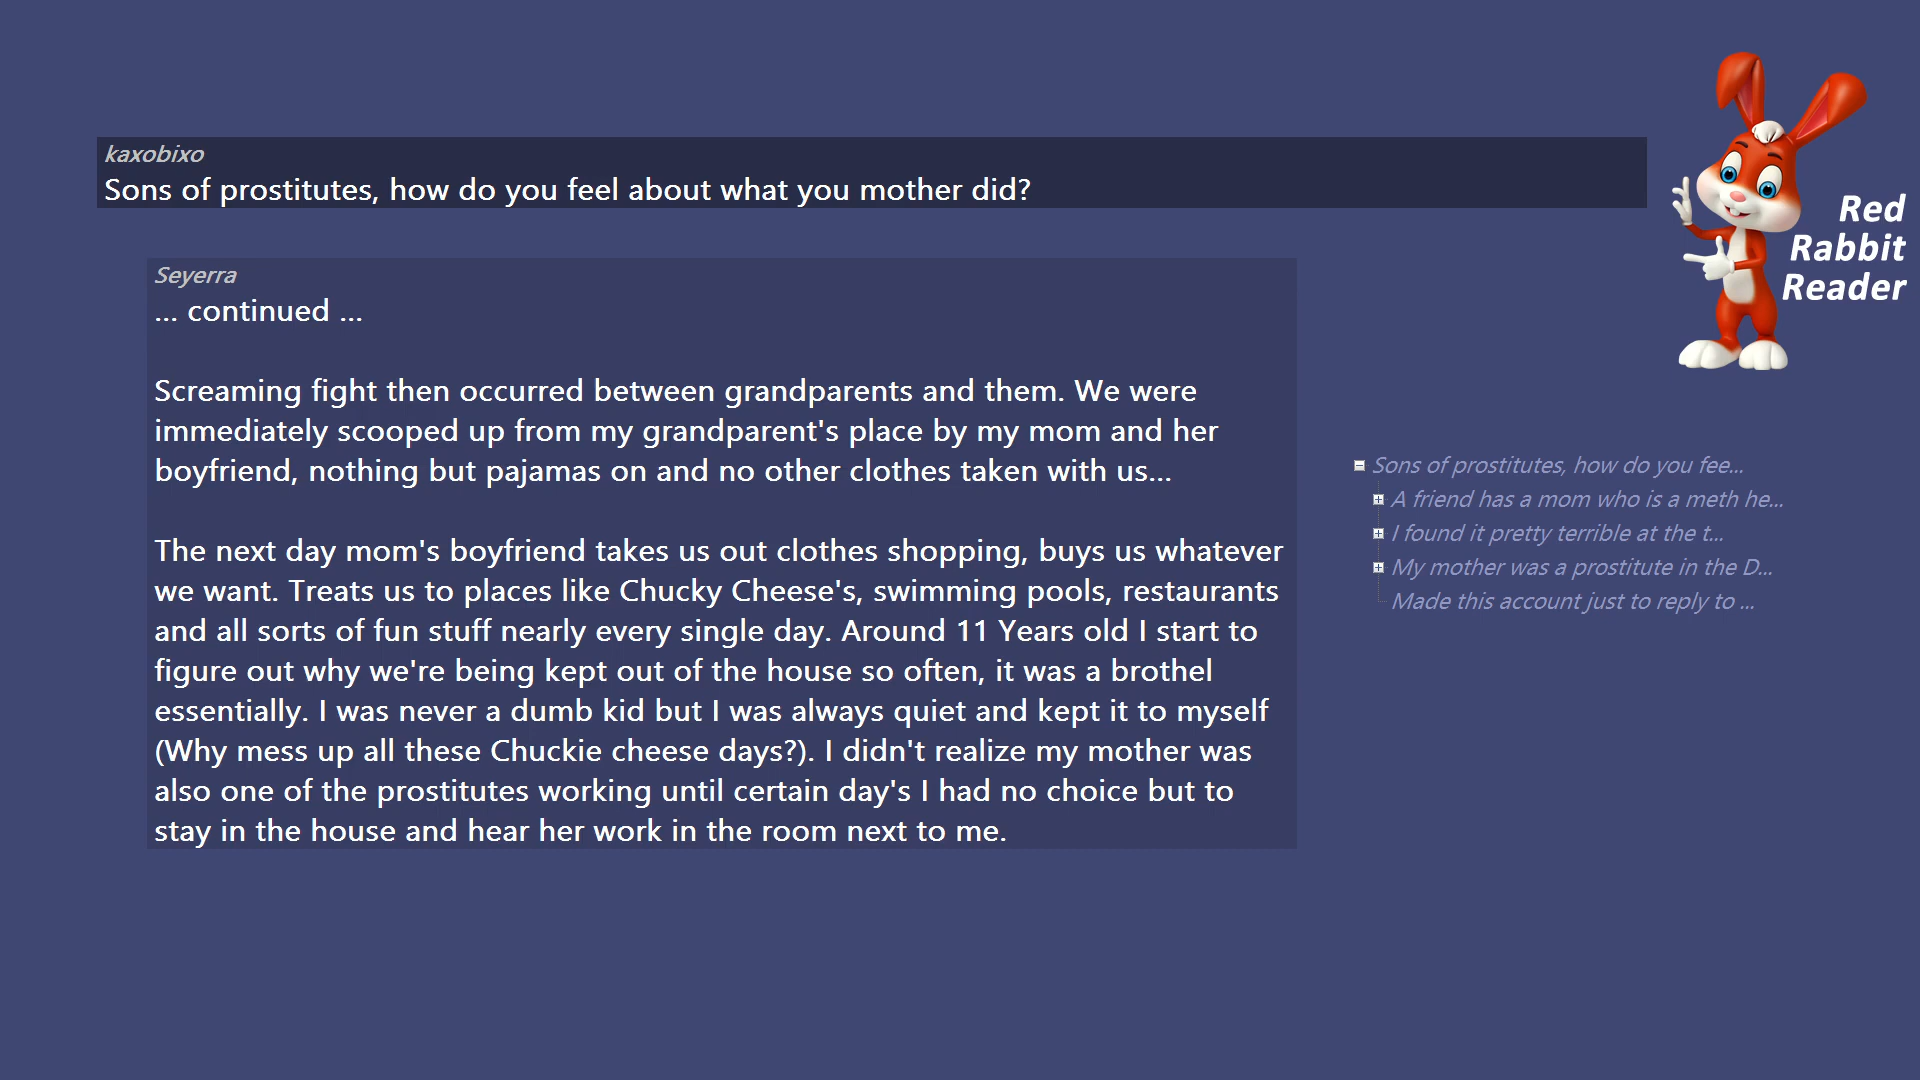 kaxobixo
Sons of prostitutes, how do you feel about what you mother did?
Seyerra
... continued ...
Screaming fight then occurred between grandparents and them. We were
immediately scooped up from my grandparent's place by my mom and her
boyfriend, nothing but pajamas on and no other clothes taken with us...
The next day mom's boyfriend takes us out clothes shopping, buys us whatever
we want. Treats us to places like Chucky Cheese's, swimming pools, restaurants
and all sorts of fun stuff nearly every single day. Around 11 Years old I start to
figure out why we're being kept out of the house so often, it was a brothel
essentially. I was never a dumb kid but I was always quiet and kept it to myself
(Why mess up all these Chuckie cheese days?). I didn't realize my mother was
also one of the prostitutes working until certain day's I had no choice but to
stay in the house and hear her work in the room next to me.
Red
Rabbit
Reader
Sons of prostitutes, how do you fee...
A friend has a mom who is a meth he...
I found it pretty terrible at the t...
My mother was a prostitute in the D...
Made this account just to reply to ...